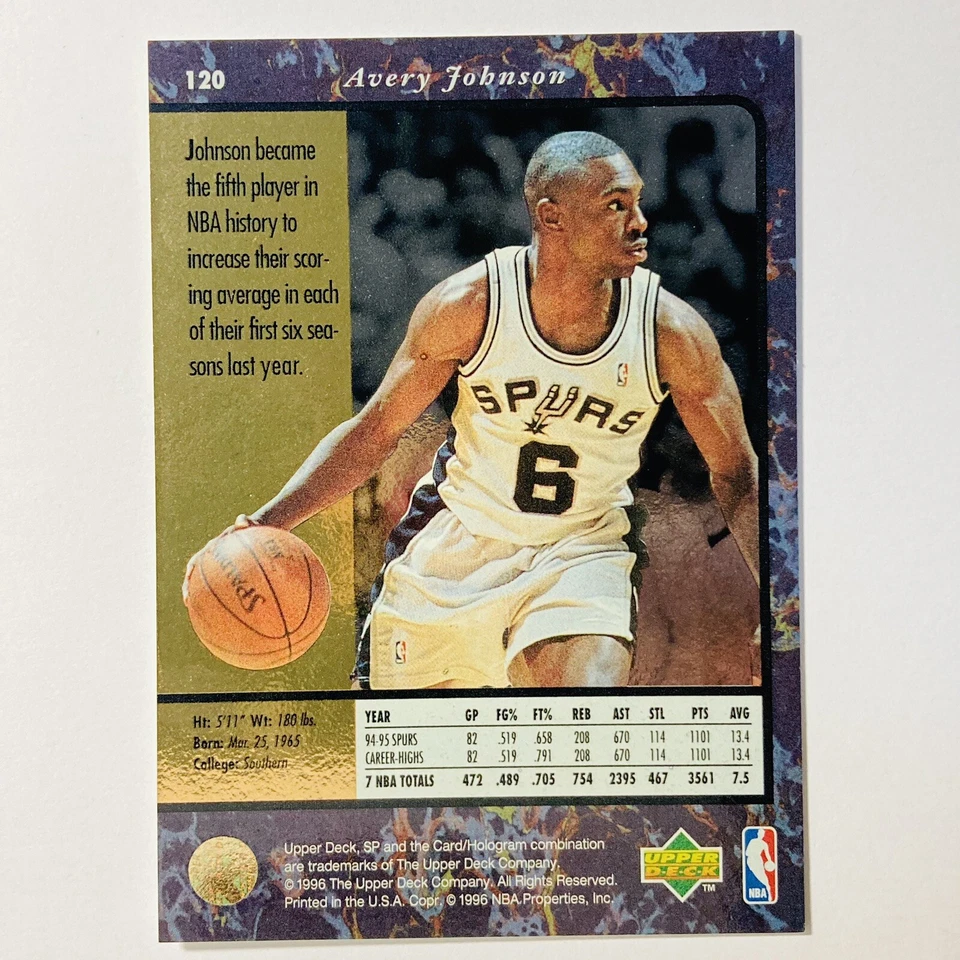 120 Avery Johnson
Johnson became
the fifth player in
NBA history to
increase their scor-
ing average in each
of their first six sea-
sons last year.
SPURS
6
SPALDING
Ht: 5'11" Wt: 180 lbs.
Born: Mar. 25, 1965
College: Southern
YEAR GP FG% FT% REB AST STL PTS AVG
94-95 SPURS 82 .519 .658 208 670 114 1101 13.4
CAREER-HIGHS 82 .519 .791 208 670 114 1101 13.4
7 NBA TOTALS 472 .489 .705 754 2395 467 3561 7.5
Upper Deck, SP and the Card/Hologram combination
are trademarks of The Upper Deck Company.
© 1996 The Upper Deck Company. All Rights Reserved.
Printed in the U.S.A. Copr. © 1996 NBA Properties, Inc.
UPPER
DECK
TM
NBA